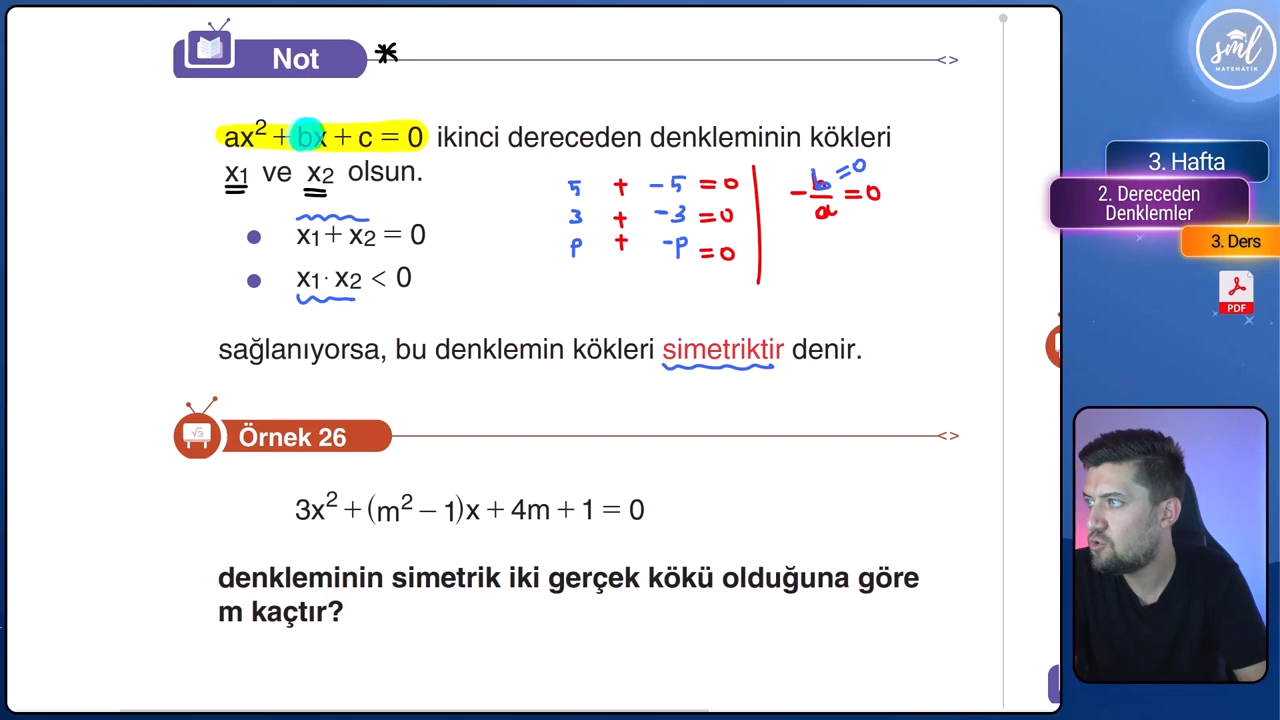 Not *
ax² + bx + c = 0 ikinci dereceden denkleminin kökleri
x₁ ve x₂ olsun.
• x₁ + x₂ = 0
• x₁ · x₂ < 0
5 + -5 = 0
3 + -3 = 0
p + -p = 0
-b/a = 0
= 0
sağlanıyorsa, bu denklemin kökleri simetriktir denir.
√3
Örnek 26
3x² + (m² – 1)x + 4m + 1 = 0
denkleminin simetrik iki gerçek kökü olduğuna göre
m kaçtır?
sml
MATEMATİK
3. Hafta
2. Dereceden
Denklemler
3. Ders
PDF